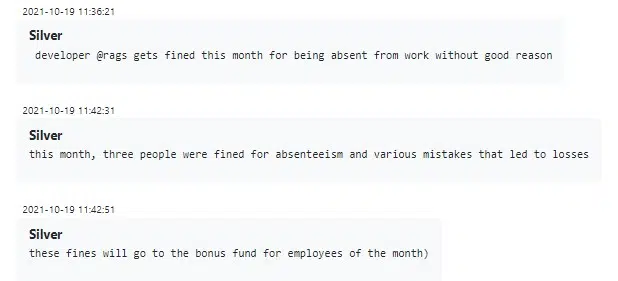 2021-10-19 11:36:21
Silver
developer @rags gets fined this month for being absent from work without good reason
2021-10-19 11:42:31
Silver
this month, three people were fined for absenteeism and various mistakes that led to losses
2021-10-19 11:42:51
Silver
these fines will go to the bonus fund for employees of the month)